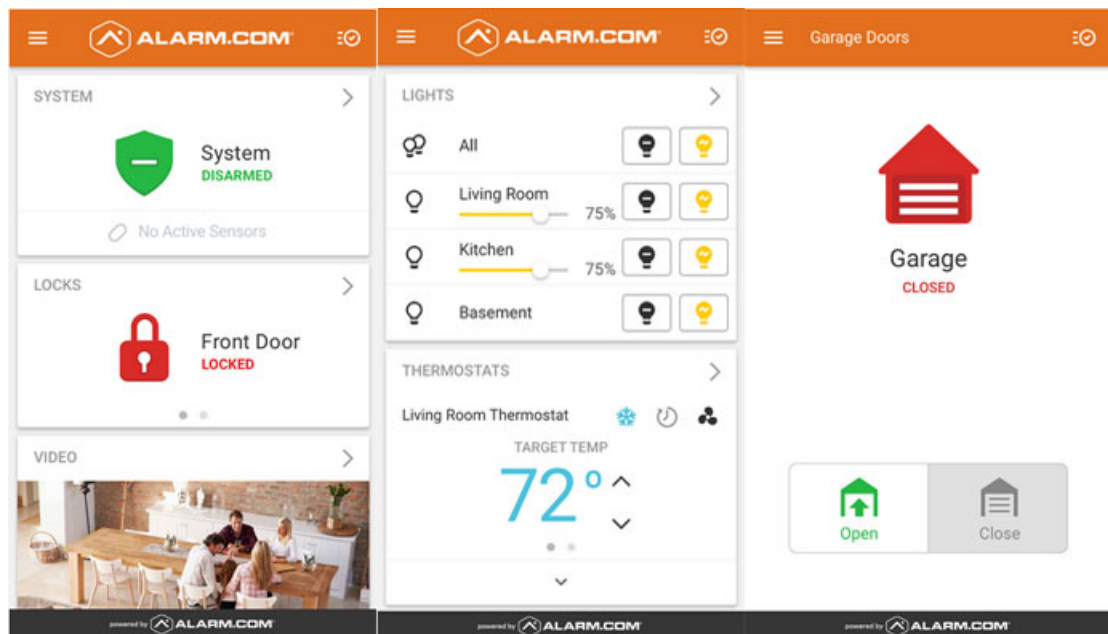 ALARM.COM
SYSTEM
System
DISARMED
No Active Sensors
LOCKS
Front Door
LOCKED
VIDEO
powered by ALARM.COM
ALARM.COM
LIGHTS
All
Living Room
75%
Kitchen
75%
Basement
THERMOSTATS
Living Room Thermostat
TARGET TEMP
72°
powered by ALARM.COM
Garage Doors
Garage
CLOSED
Open
Close
powered by ALARM.COM